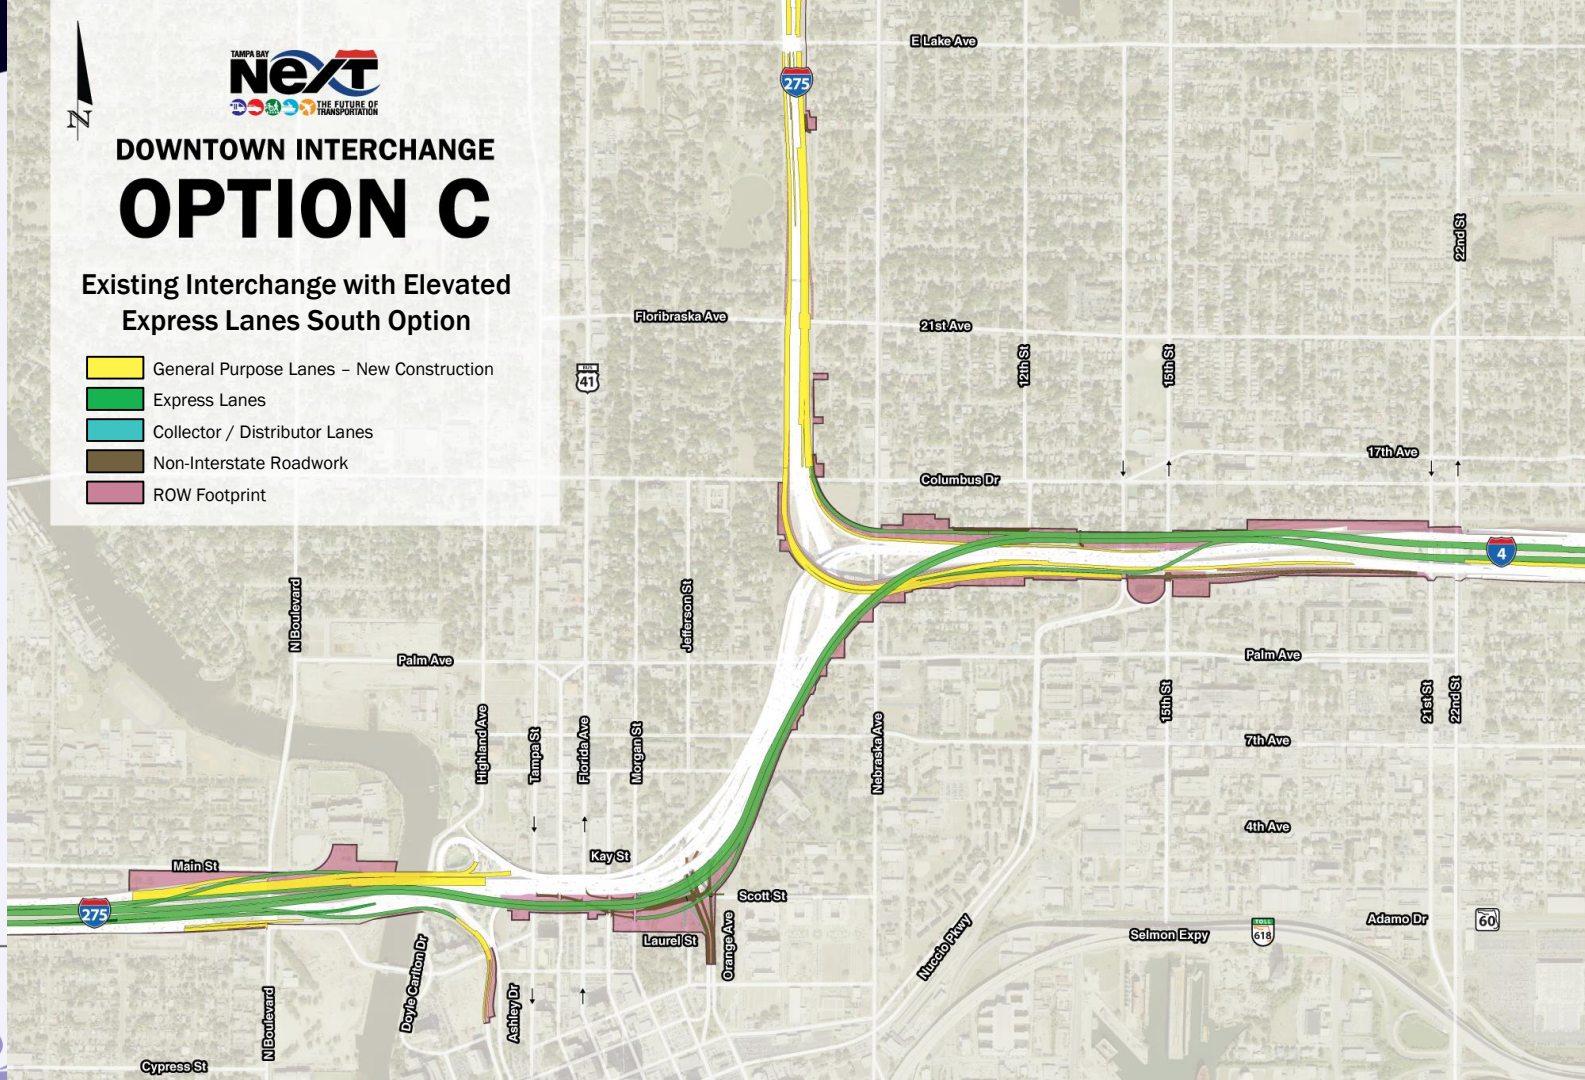 TAMPA BAY
NexT
THE FUTURE OF
TRANSPORTATION
N
DOWNTOWN INTERCHANGE
OPTION C
Existing Interchange with Elevated
Express Lanes South Option
General Purpose Lanes – New Construction
Express Lanes
Collector / Distributor Lanes
Non-Interstate Roadwork
ROW Footprint
E Lake Ave
275
22nd St
Floribraska Ave
21st Ave
12th St
15th St
41
17th Ave
Columbus Dr
4
N Boulevard
Jefferson St
Palm Ave
Palm Ave
15th St
21st St
22nd St
Highland Ave
Tampa St
Florida Ave
Morgan St
Nebraska Ave
7th Ave
4th Ave
Kay St
Main St
Scott St
275
Laurel St
Orange Ave
Nuccio Pkwy
Selmon Expy
TOLL
618
Adamo Dr
60
Doyle Carlton Dr
Ashley Dr
N Boulevard
Cypress St